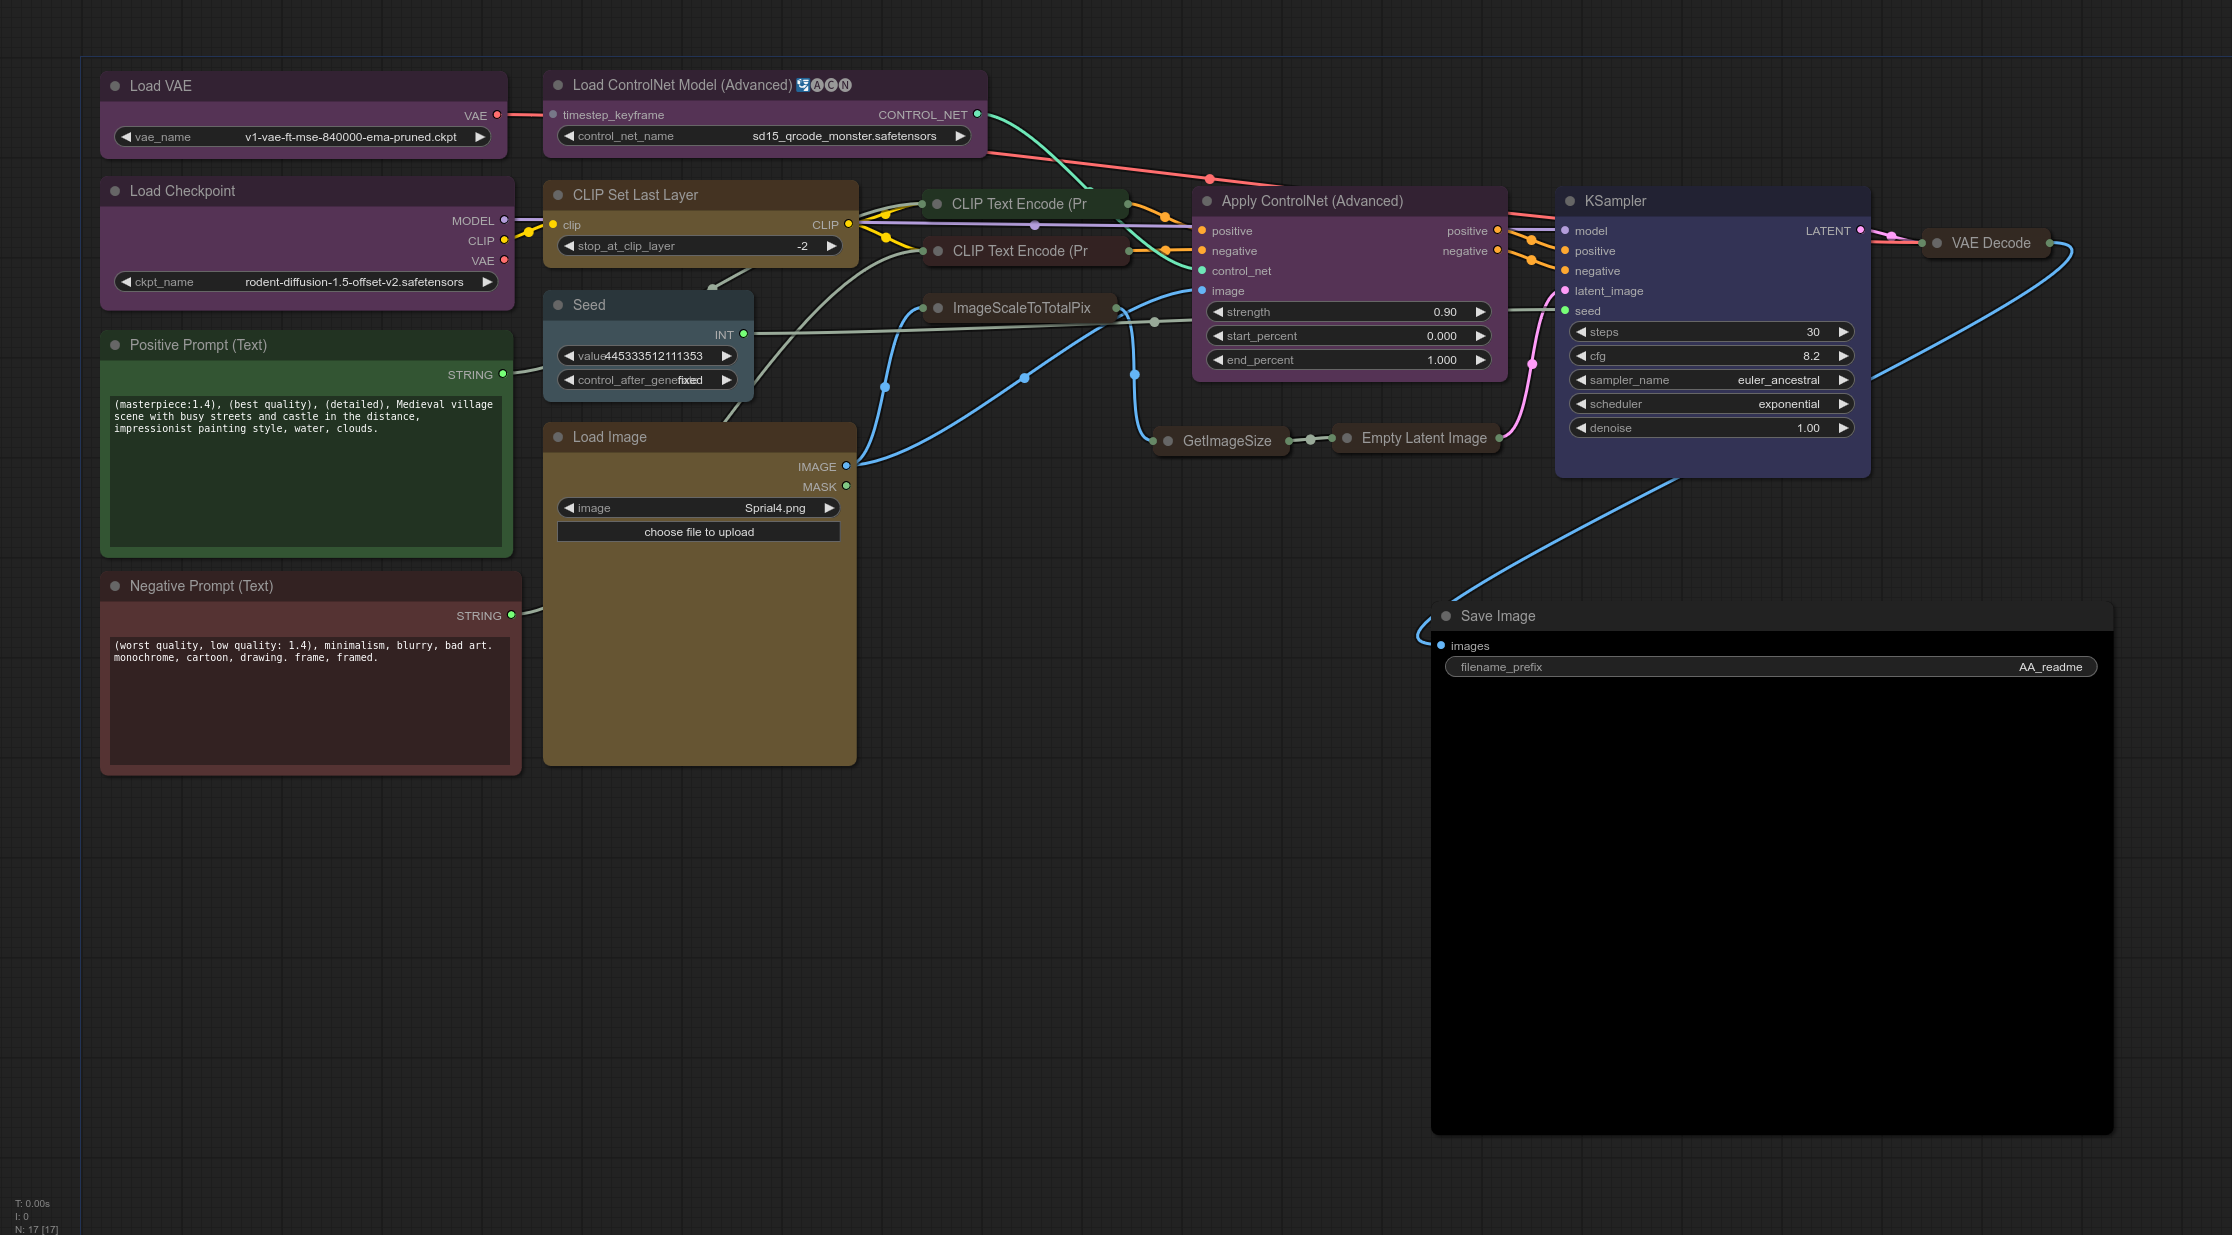 Load VAE
VAE
vae_name v1-vae-ft-mse-840000-ema-pruned.ckpt
Load ControlNet Model (Advanced) 🛂🅐🅒🅝
timestep_keyframe CONTROL_NET
control_net_name sd15_qrcode_monster.safetensors
Load Checkpoint
MODEL
CLIP
VAE
ckpt_name rodent-diffusion-1.5-offset-v2.safetensors
CLIP Set Last Layer
clip CLIP
stop_at_clip_layer -2
CLIP Text Encode (Pr
CLIP Text Encode (Pr
ImageScaleToTotalPix
Apply ControlNet (Advanced)
positive positive
negative negative
control_net
image
strength 0.90
start_percent 0.000
end_percent 1.000
KSampler
model LATENT
positive
negative
latent_image
seed
steps 30
cfg 8.2
sampler_name euler_ancestral
scheduler exponential
denoise 1.00
VAE Decode
Seed
INT
value 445333512111353
control_after_generate fixed
Positive Prompt (Text)
STRING
(masterpiece:1.4), (best quality), (detailed), Medieval village
scene with busy streets and castle in the distance,
impressionist painting style, water, clouds.
Load Image
IMAGE
MASK
image Sprial4.png
choose file to upload
GetImageSize
Empty Latent Image
Negative Prompt (Text)
STRING
(worst quality, low quality: 1.4), minimalism, blurry, bad art.
monochrome, cartoon, drawing. frame, framed.
Save Image
images
filename_prefix AA_readme
T: 0.00s
I: 0
N: 17 [17]